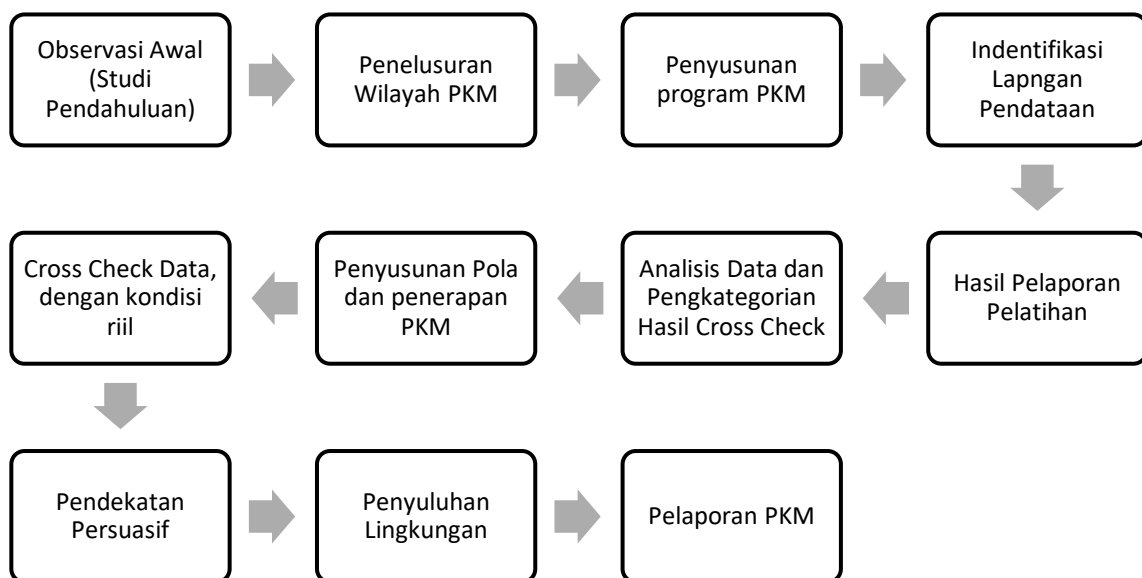 Observasi Awal
(Studi
Pendahuluan)
Penelusuran
Wilayah PKM
Penyusunan
program PKM
Indentifikasi
Lapngan
Pendataan
Hasil Pelaporan
Pelatihan
Analisis Data dan
Pengkategorian
Hasil Cross Check
Penyusunan Pola
dan penerapan
PKM
Cross Check Data,
dengan kondisi
riil
Pendekatan
Persuasif
Penyuluhan
Lingkungan
Pelaporan PKM